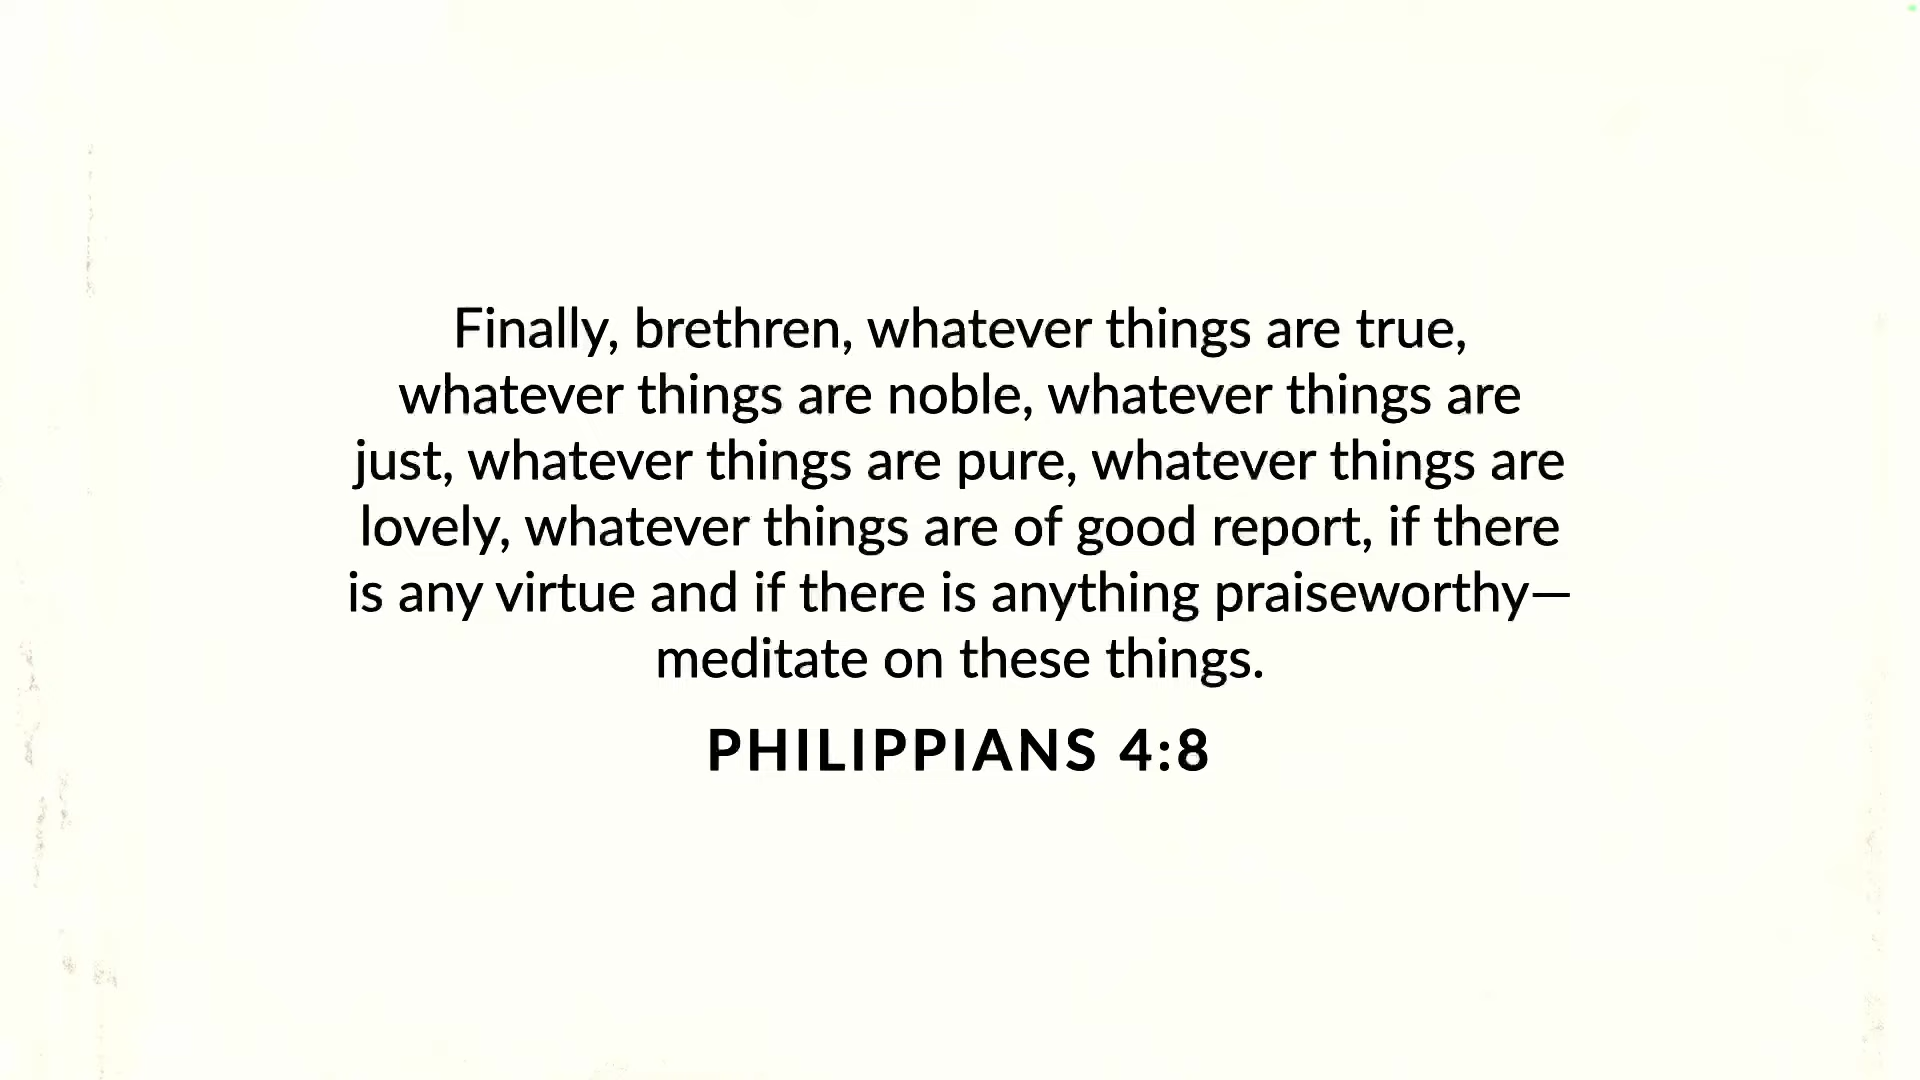 Finally, brethren, whatever things are true,
whatever things are noble, whatever things are
just, whatever things are pure, whatever things are
lovely, whatever things are of good report, if there
is any virtue and if there is anything praiseworthy—
meditate on these things.
PHILIPPIANS 4:8